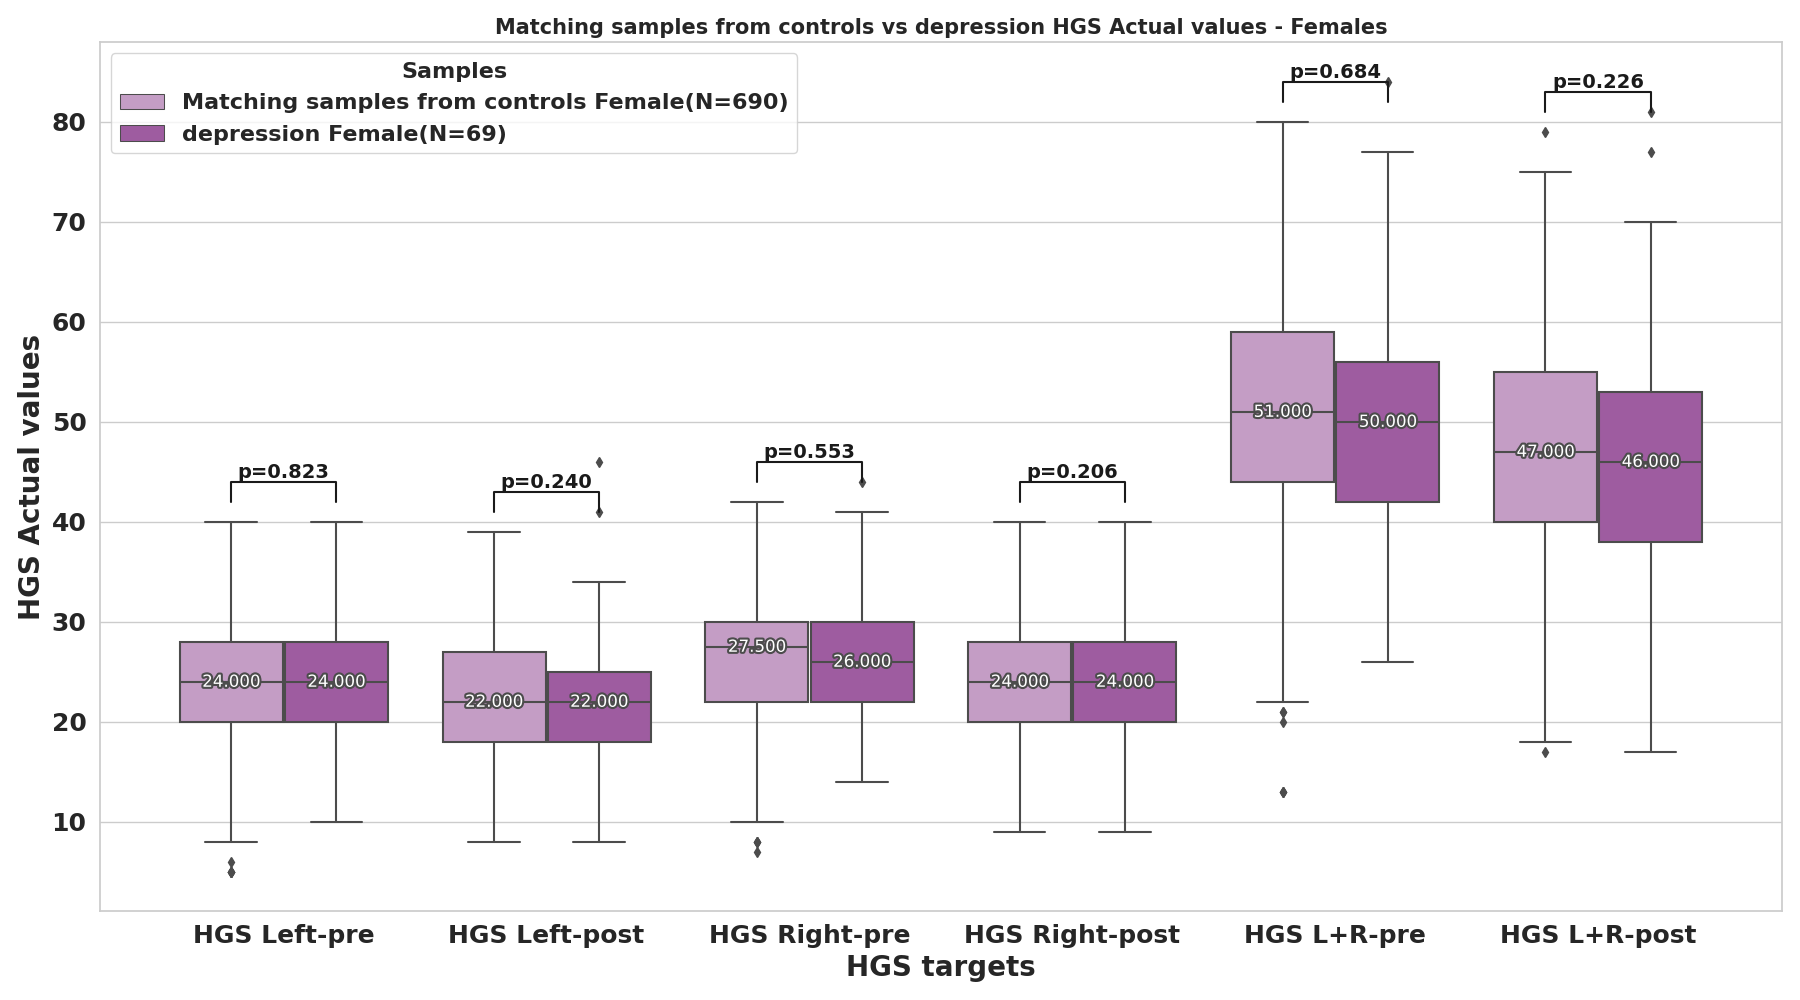 Matching samples from controls vs depression HGS Actual values - Females
Samples
Matching samples from controls Female(N=690)
depression Female(N=69)
HGS Actual values
80
70
60
50
40
30
20
10
p=0.823
p=0.240
p=0.553
p=0.206
p=0.684
p=0.226
24.000
24.000
22.000
22.000
27.500
26.000
24.000
24.000
51.000
50.000
47.000
46.000
HGS Left-pre
HGS Left-post
HGS Right-pre
HGS Right-post
HGS L+R-pre
HGS L+R-post
HGS targets